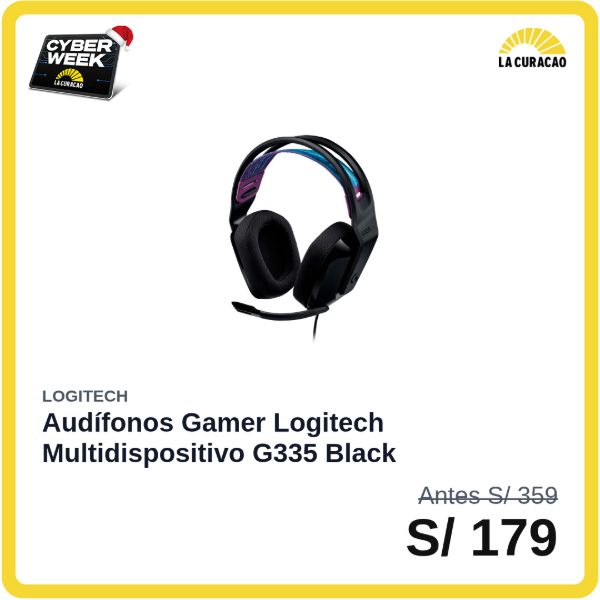 CYBER
WEEK
LA CURACAO
LA CURACAO
LOGITECH
Audífonos Gamer Logitech
Multidispositivo G335 Black
Antes S/ 359
S/ 179